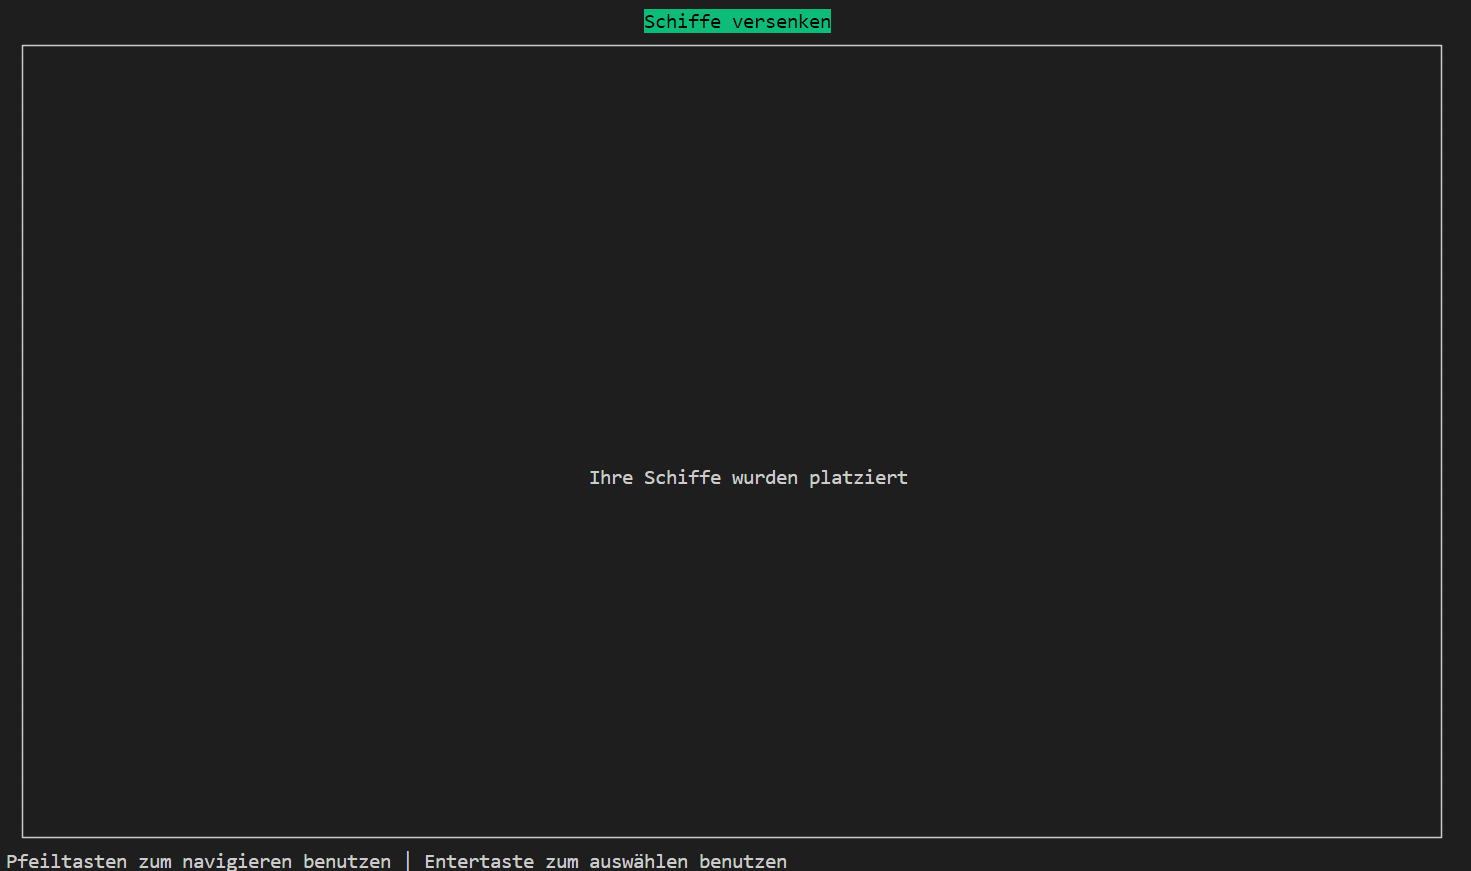 Schiffe versenken
Ihre Schiffe wurden platziert
Pfeiltasten zum navigieren benutzen | Entertaste zum auswählen benutzen